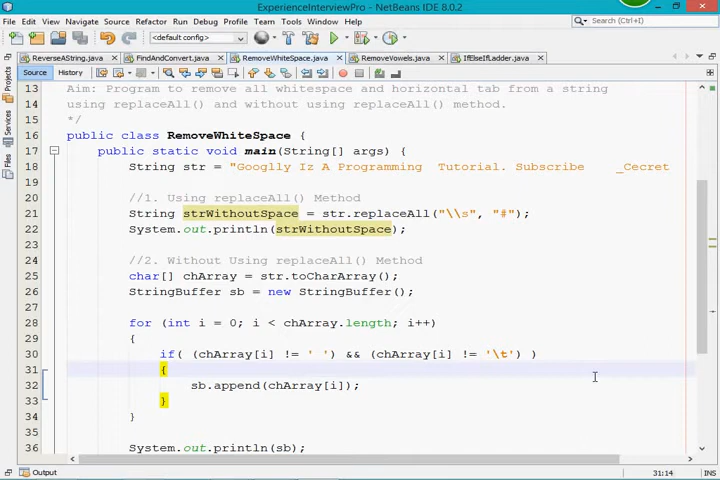 ExperienceInterviewPro - NetBeans IDE 8.0.2
File Edit View Navigate Source Refactor Run Debug Profile Team Tools Window Help
Search (Ctrl+I)
<default config>
ReverseAString.java FindAndConvert.java RemoveWhiteSpace.java RemoveVowels.java IfElseIfLadder.java
Source History
Projects
Services
Files
13 Aim: Program to remove all whitespace and horizontal tab from a string
14 using replaceAll() and without using replaceAll() method.
15 */
16 public class RemoveWhiteSpace {
17 public static void main(String[] args) {
18 String str = "Googlly Iz A Programming  Tutorial. Subscribe    _Cecret
19
20 //1. Using replaceAll() Method
21 String strWithoutSpace = str.replaceAll("\\s", "#");
22 System.out.println(strWithoutSpace);
23
24 //2. Without Using replaceAll() Method
25 char[] chArray = str.toCharArray();
26 StringBuffer sb = new StringBuffer();
27
28 for (int i = 0; i < chArray.length; i++)
29 {
30 if( (chArray[i] != ' ') && (chArray[i] != '\t') )
31 {
32 sb.append(chArray[i]);
33 }
34 }
35
36 System.out.println(sb);
Output
31:14 INS